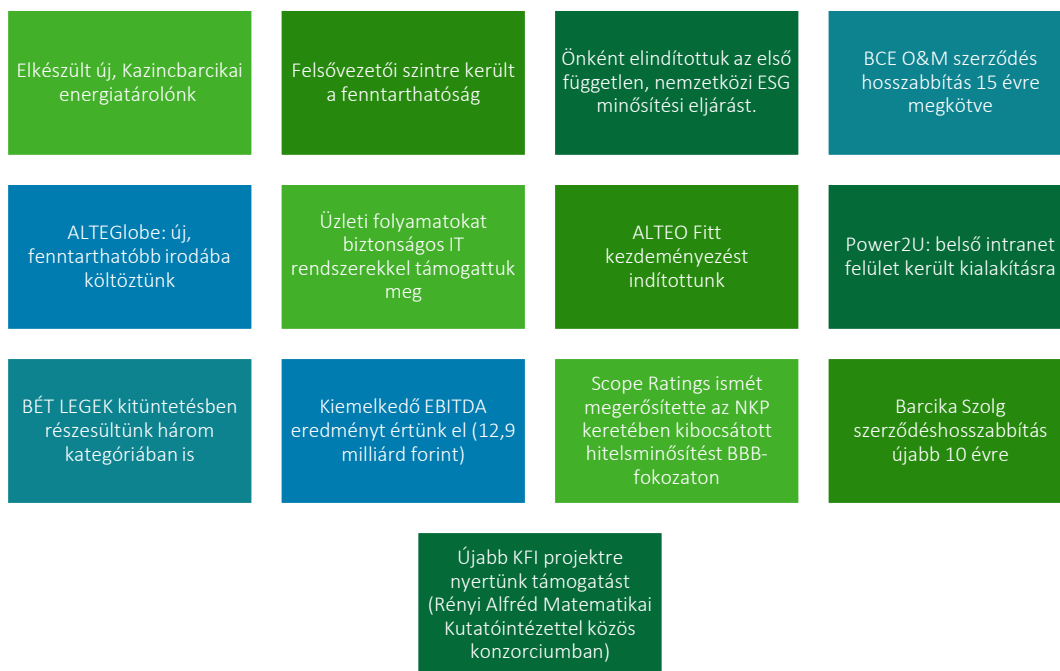 Elkészült új, Kazincbarcikai
energiatárolónk
Felsővezetői szintre került
a fenntarthatóság
Önként elindítottuk az első
független, nemzetközi ESG
minősítési eljárást.
BCE O&M szerződés
hosszabbítás 15 évre
megkötve
ALTEGlobe: új,
fenntarthatóbb irodába
költöztünk
Üzleti folyamatokat
biztonságos IT
rendszerekkel támogattuk
meg
ALTEO Fitt
kezdeményezést
indítottunk
Power2U: belső intranet
felület került kialakításra
BÉT LEGEK kitüntetésben
részesültünk három
kategóriában is
Kiemelkedő EBITDA
eredményt értünk el (12,9
milliárd forint)
Scope Ratings ismét
megerősítette az NKP
keretében kibocsátott
hitelsminősítést BBB-
fokozaton
Barcika Szolg
szerződéshosszabbítás
újabb 10 évre
Újabb KFI projektre
nyertünk támogatást
(Rényi Alfréd Matematikai
Kutatóintézettel közös
konzorciumban)